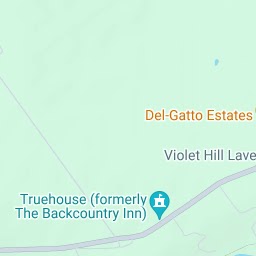 Del-Gatto Estates
Violet Hill Lave
Truehouse (formerly
The Backcountry Inn)